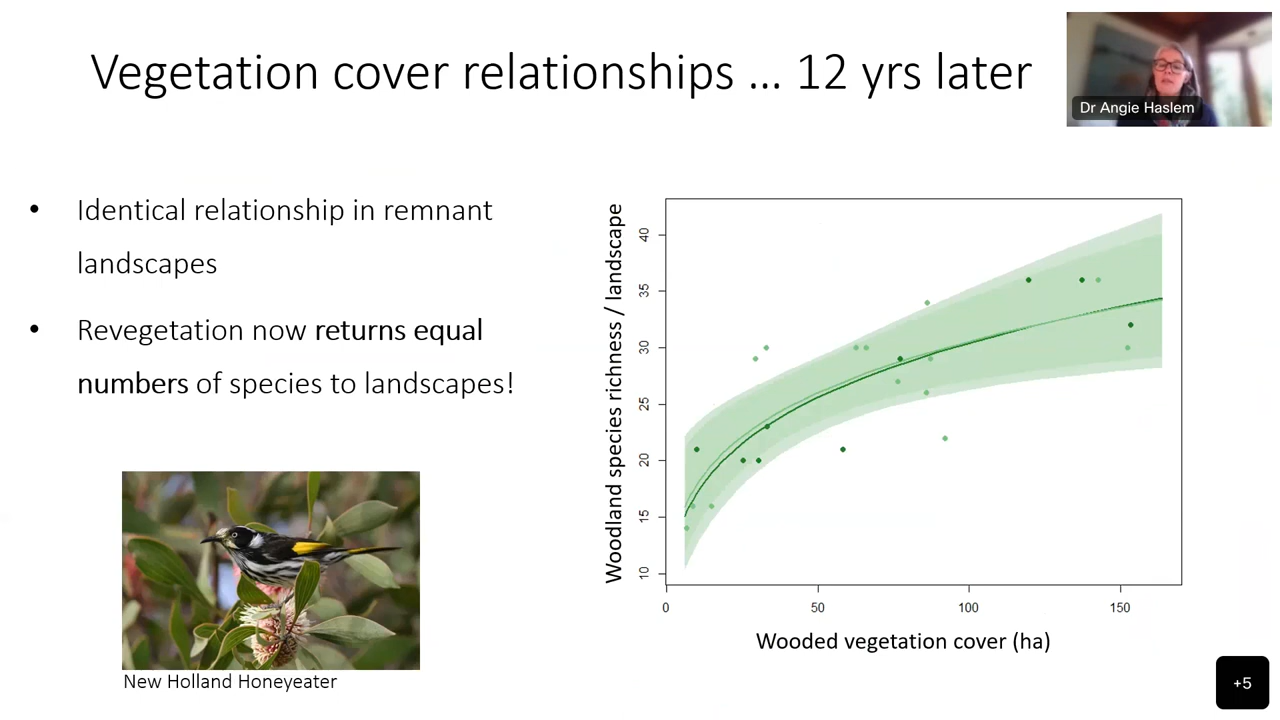 Vegetation cover relationships ... 12 yrs later
Dr Angie Haslem
• Identical relationship in remnant
landscapes
• Revegetation now returns equal
numbers of species to landscapes!
New Holland Honeyeater
Woodland species richness / landscape
40
35
30
25
20
15
10
0 50 100 150
Wooded vegetation cover (ha)
+5